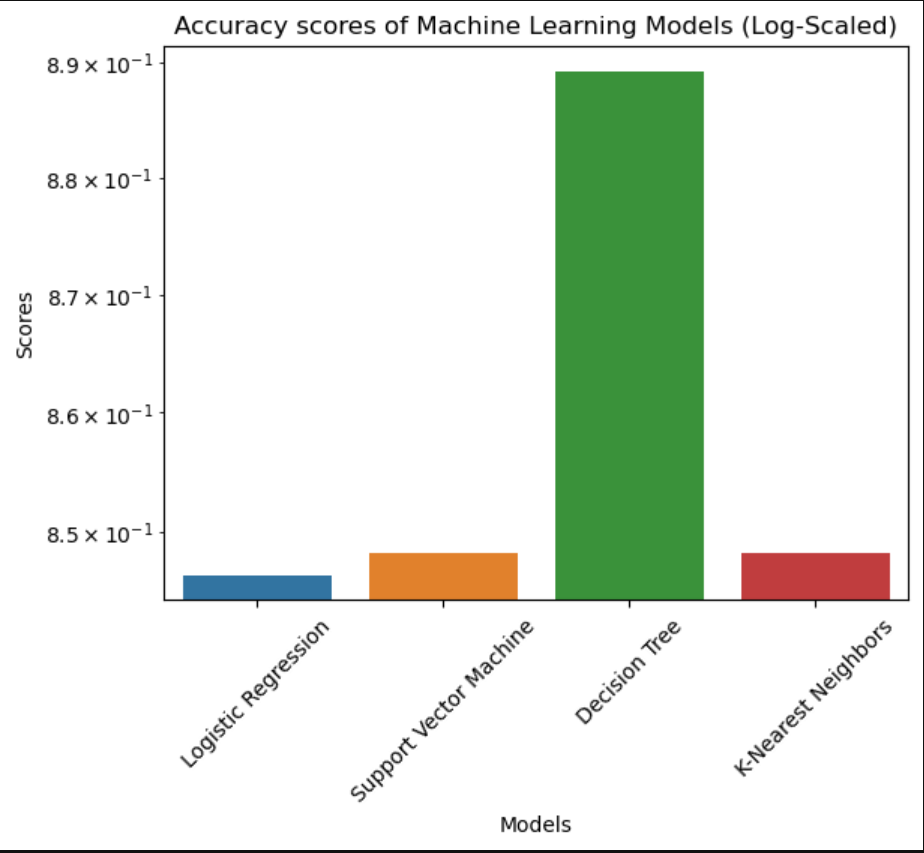 Accuracy scores of Machine Learning Models (Log-Scaled)
8.9 × 10⁻¹
8.8 × 10⁻¹
8.7 × 10⁻¹
8.6 × 10⁻¹
8.5 × 10⁻¹
Scores
Logistic Regression
Support Vector Machine
Decision Tree
K-Nearest Neighbors
Models